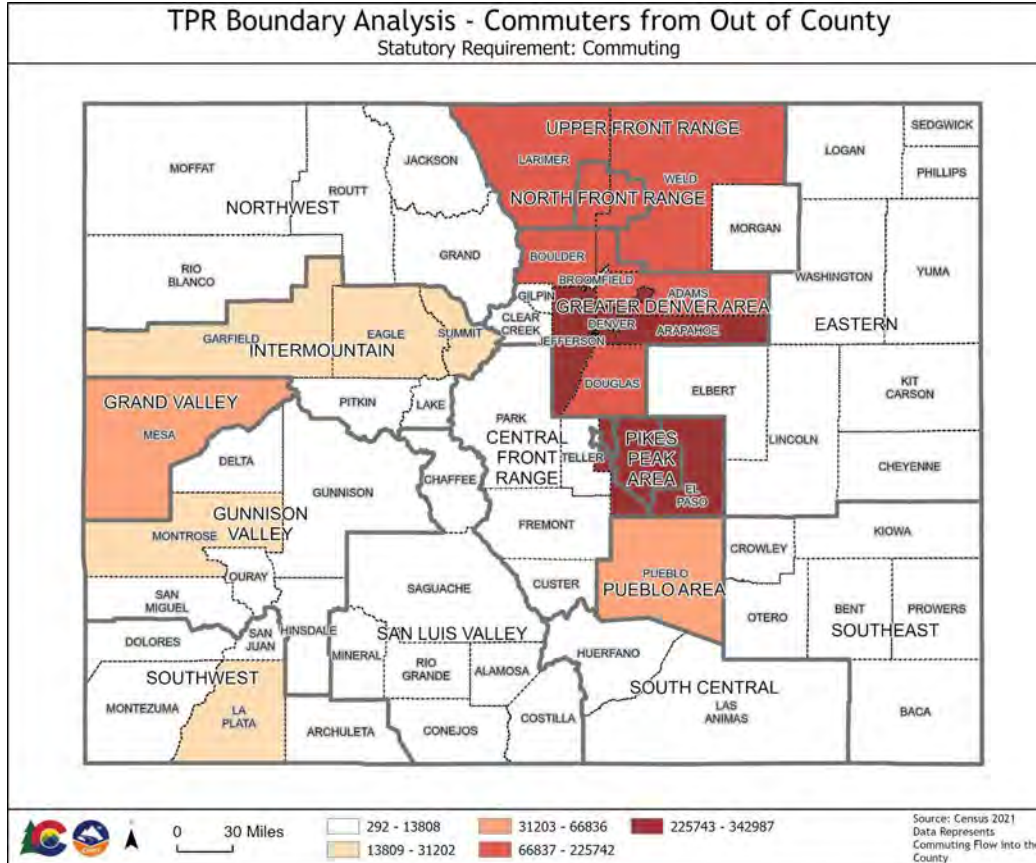 TPR Boundary Analysis - Commuters from Out of County
Statutory Requirement: Commuting
UPPER FRONT RANGE
SEDGWICK
LOGAN
JACKSON
LARIMER
MOFFAT
PHILLIPS
ROUTT
WELD
NORTH FRONT RANGE
NORTHWEST
MORGAN
GRAND
BOULDER
RIO
BLANCO
WASHINGTON
YUMA
BROOMFIELD
GILPIN
ADAMS
GREATER DENVER AREA
CLEAR
CREEK
DENVER
ARAPAHOE
EASTERN
GARFIELD
EAGLE
SUMMIT
JEFFERSON
INTERMOUNTAIN
DOUGLAS
ELBERT
KIT
CARSON
GRAND VALLEY
PITKIN
LAKE
PARK
MESA
CENTRAL
FRONT
RANGE
PIKES
PEAK
AREA
LINCOLN
TELLER
DELTA
CHEYENNE
CHAFFEE
GUNNISON
EL
PASO
GUNNISON
VALLEY
FREMONT
KIOWA
MONTROSE
CROWLEY
OURAY
PUEBLO
PUEBLO AREA
CUSTER
SAGUACHE
SAN
MIGUEL
OTERO
BENT
PROWERS
SOUTHEAST
HINSDALE
SAN LUIS VALLEY
DOLORES
SAN
JUAN
MINERAL
HUERFANO
RIO
GRANDE
ALAMOSA
SOUTHWEST
SOUTH CENTRAL
LA
PLATA
MONTEZUMA
LAS
ANIMAS
BACA
COSTILLA
ARCHULETA
CONEJOS
0 30 Miles
292 - 13808
13809 - 31202
31203 - 66836
66837 - 225742
225743 - 342987
Source: Census 2021
Data Represents
Commuting Flow into the
County